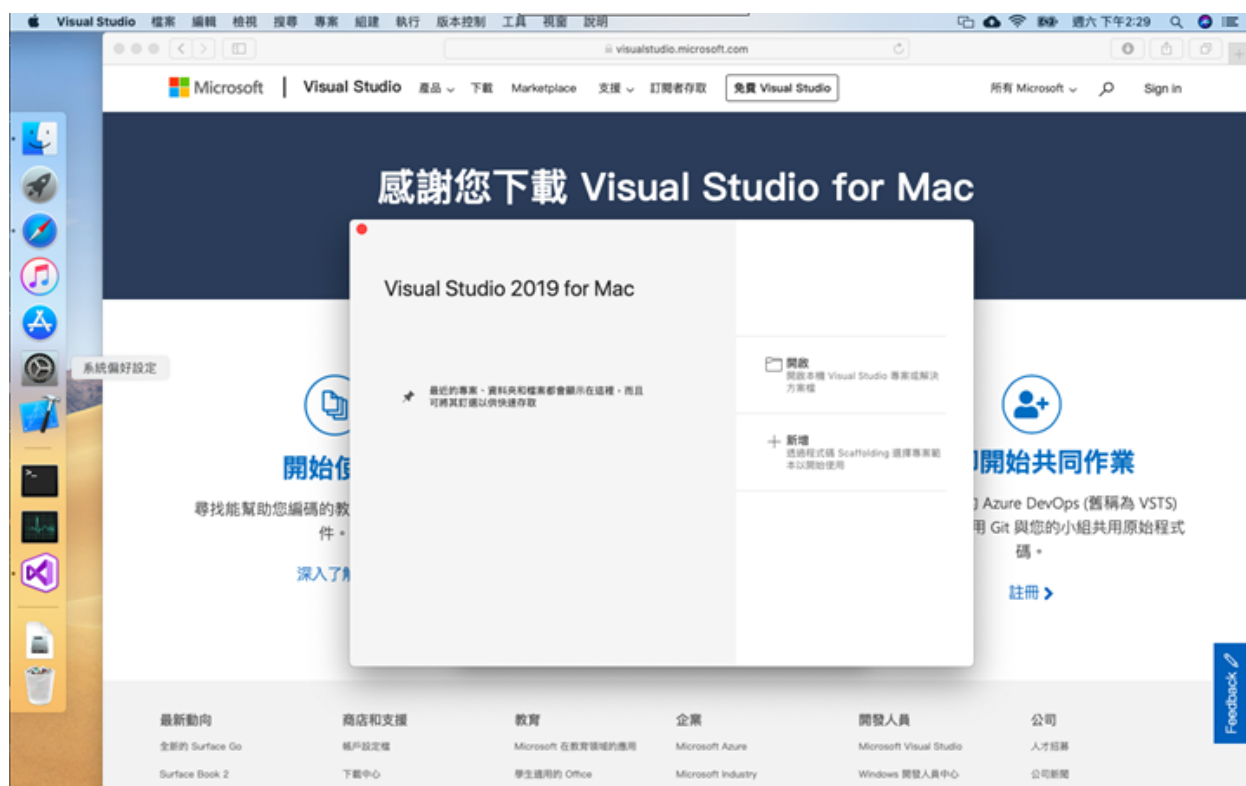 Visual Studio 檔案 編輯 檢視 搜尋 專案 組建 執行 版本控制 工具 視窗 說明 週六下午2:29
visualstudio.microsoft.com
Microsoft | Visual Studio 產品 下載 Marketplace 支援 訂閱者存取 免費 Visual Studio 所有 Microsoft Sign in
感謝您下載 Visual Studio for Mac
Visual Studio 2019 for Mac
系統偏好設定
最近的專案、資料夾和檔案都會顯示在這裡，而且
可將其釘選以供快速存取
開啟
開啟本機 Visual Studio 專案或解決
方案檔
新增
透過程式碼 Scaffolding 選擇專案範
本以開始使用
開始使
尋找能幫助您編碼的教
件。
深入了解
開始共同作業
Azure DevOps (舊稱為 VSTS)
用 Git 與您的小組共用原始程式
碼。
註冊
Feedback
最新動向 商店和支援 教育 企業 開發人員 公司
全新的 Surface Go 帳戶設定檔 Microsoft 在教育領域的應用 Microsoft Azure Microsoft Visual Studio 人才招募
Surface Book 2 下載中心 學生適用的 Office Microsoft Industry Windows 開發人員中心 公司新聞